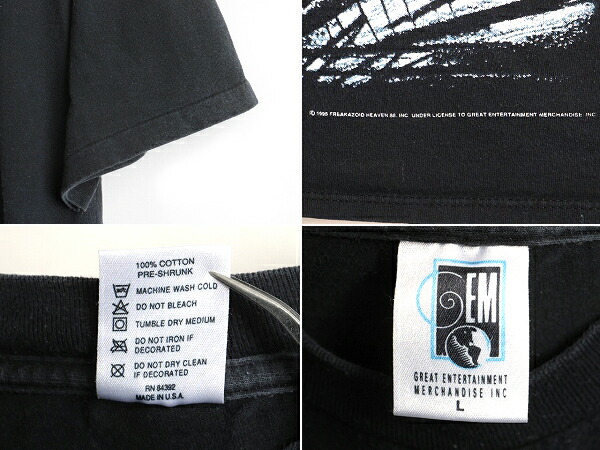 © 1995 FREAKAZOID HEAVEN 88, INC. UNDER LICENSE TO GREAT ENTERTAINMENT MERCHANDISE, INC.
100% COTTON
PRE-SHRUNK
MACHINE WASH COLD
DO NOT BLEACH
TUMBLE DRY MEDIUM
DO NOT IRON IF
DECORATED
DO NOT DRY CLEAN
IF DECORATED
RN 84392
MADE IN U.S.A.
GEM
GREAT ENTERTAINMENT
MERCHANDISE INC
L